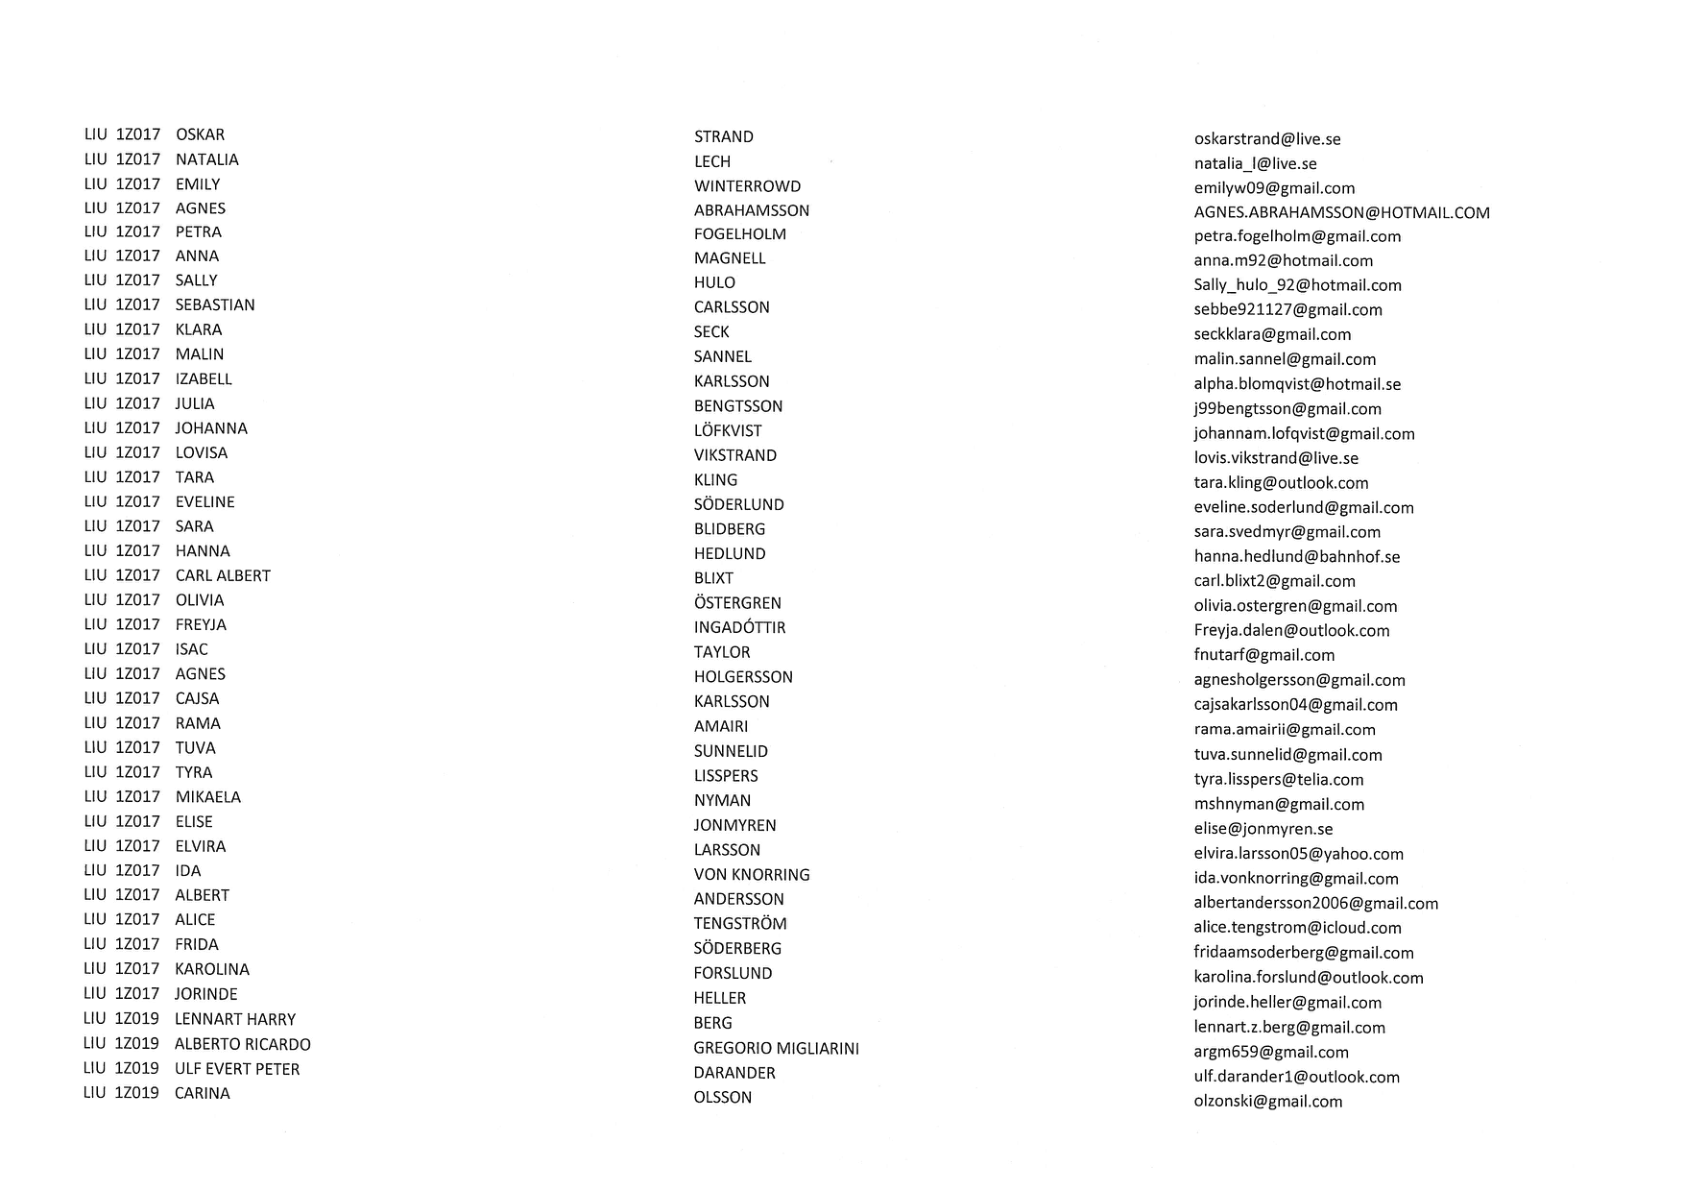 LIU 1Z017 OSKAR STRAND oskarstrand@live.se
LIU 1Z017 NATALIA LECH natalia_l@live.se
LIU 1Z017 EMILY WINTERROWD emilyw09@gmail.com
LIU 1Z017 AGNES ABRAHAMSSON AGNES.ABRAHAMSSON@HOTMAIL.COM
LIU 1Z017 PETRA FOGELHOLM petra.fogelholm@gmail.com
LIU 1Z017 ANNA MAGNELL anna.m92@hotmail.com
LIU 1Z017 SALLY HULO Sally_hulo_92@hotmail.com
LIU 1Z017 SEBASTIAN CARLSSON sebbe921127@gmail.com
LIU 1Z017 KLARA SECK seckklara@gmail.com
LIU 1Z017 MALIN SANNEL malin.sannel@gmail.com
LIU 1Z017 IZABELL KARLSSON alpha.blomqvist@hotmail.se
LIU 1Z017 JULIA BENGTSSON j99bengtsson@gmail.com
LIU 1Z017 JOHANNA LÖFKVIST johannam.lofqvist@gmail.com
LIU 1Z017 LOVISA VIKSTRAND lovis.vikstrand@live.se
LIU 1Z017 TARA KLING tara.kling@outlook.com
LIU 1Z017 EVELINE SÖDERLUND eveline.soderlund@gmail.com
LIU 1Z017 SARA BLIDBERG sara.svedmyr@gmail.com
LIU 1Z017 HANNA HEDLUND hanna.hedlund@bahnhof.se
LIU 1Z017 CARL ALBERT BLIXT carl.blixt2@gmail.com
LIU 1Z017 OLIVIA ÖSTERGREN olivia.ostergren@gmail.com
LIU 1Z017 FREYJA INGADÓTTIR Freyja.dalen@outlook.com
LIU 1Z017 ISAC TAYLOR fnutarf@gmail.com
LIU 1Z017 AGNES HOLGERSSON agnesholgersson@gmail.com
LIU 1Z017 CAJSA KARLSSON cajsakarlsson04@gmail.com
LIU 1Z017 RAMA AMAIRI rama.amairii@gmail.com
LIU 1Z017 TUVA SUNNELID tuva.sunnelid@gmail.com
LIU 1Z017 TYRA LISSPERS tyra.lisspers@telia.com
LIU 1Z017 MIKAELA NYMAN mshnyman@gmail.com
LIU 1Z017 ELISE JONMYREN elise@jonmyren.se
LIU 1Z017 ELVIRA LARSSON elvira.larsson05@yahoo.com
LIU 1Z017 IDA VON KNORRING ida.vonknorring@gmail.com
LIU 1Z017 ALBERT ANDERSSON albertandersson2006@gmail.com
LIU 1Z017 ALICE TENGSTRÖM alice.tengstrom@icloud.com
LIU 1Z017 FRIDA SÖDERBERG fridaamsoderberg@gmail.com
LIU 1Z017 KAROLINA FORSLUND karolina.forslund@outlook.com
LIU 1Z017 JORINDE HELLER jorinde.heller@gmail.com
LIU 1Z019 LENNART HARRY BERG lennart.z.berg@gmail.com
LIU 1Z019 ALBERTO RICARDO GREGORIO MIGLIARINI argm659@gmail.com
LIU 1Z019 ULF EVERT PETER DARANDER ulf.darander1@outlook.com
LIU 1Z019 CARINA OLSSON olzonski@gmail.com